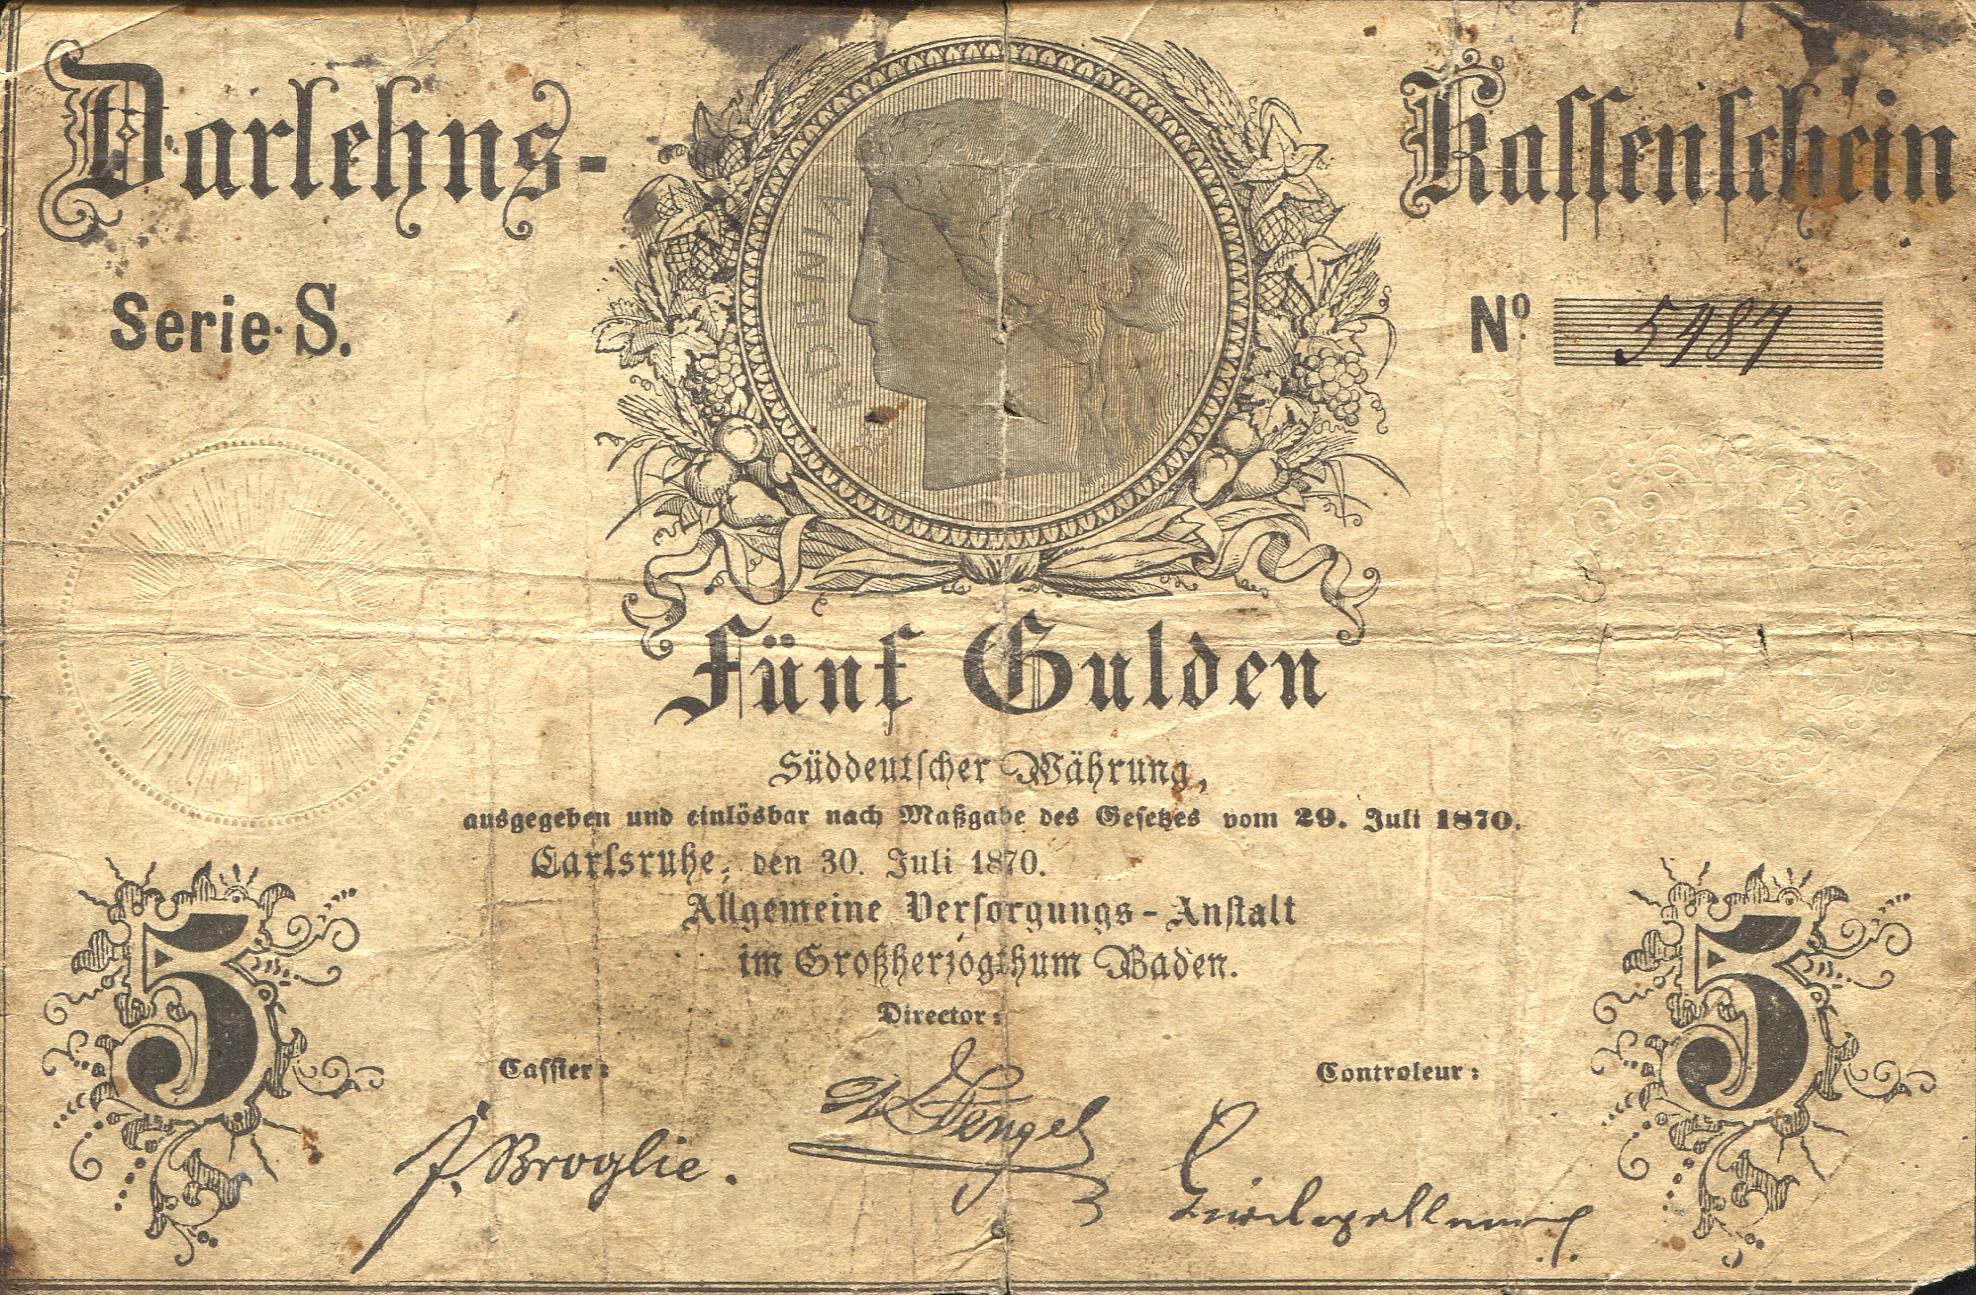 Darlehns-
Kassenschein
Serie S.
No 5487
Fünf Gulden
Süddeutscher Währung,
ausgegeben und einlösbar nach Maßgabe des Gesetzes vom 29. Juli 1870.
Carlsruhe, den 30. Juli 1870.
Allgemeine Versorgungs-Anstalt
im Großherzogthum Baden.
Director:
Cassier:
Controleur:
J. Broglie.
5
5